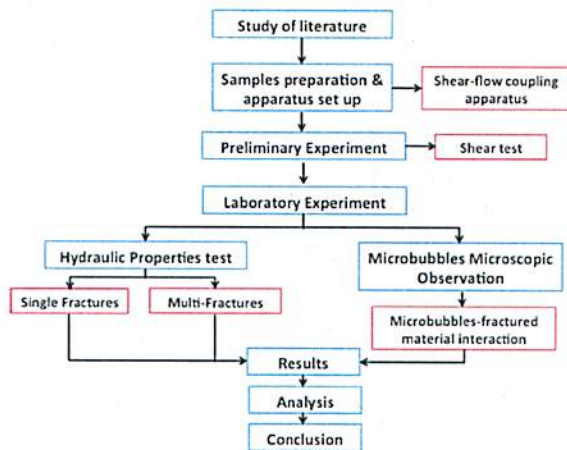 Study of literature
Samples preparation &
apparatus set up
Shear-flow coupling
apparatus
Preliminary Experiment
Shear test
Laboratory Experiment
Hydraulic Properties test
Microbubbles Microscopic
Observation
Single Fractures
Multi-Fractures
Microbubbles-fractured
material interaction
Results
Analysis
Conclusion